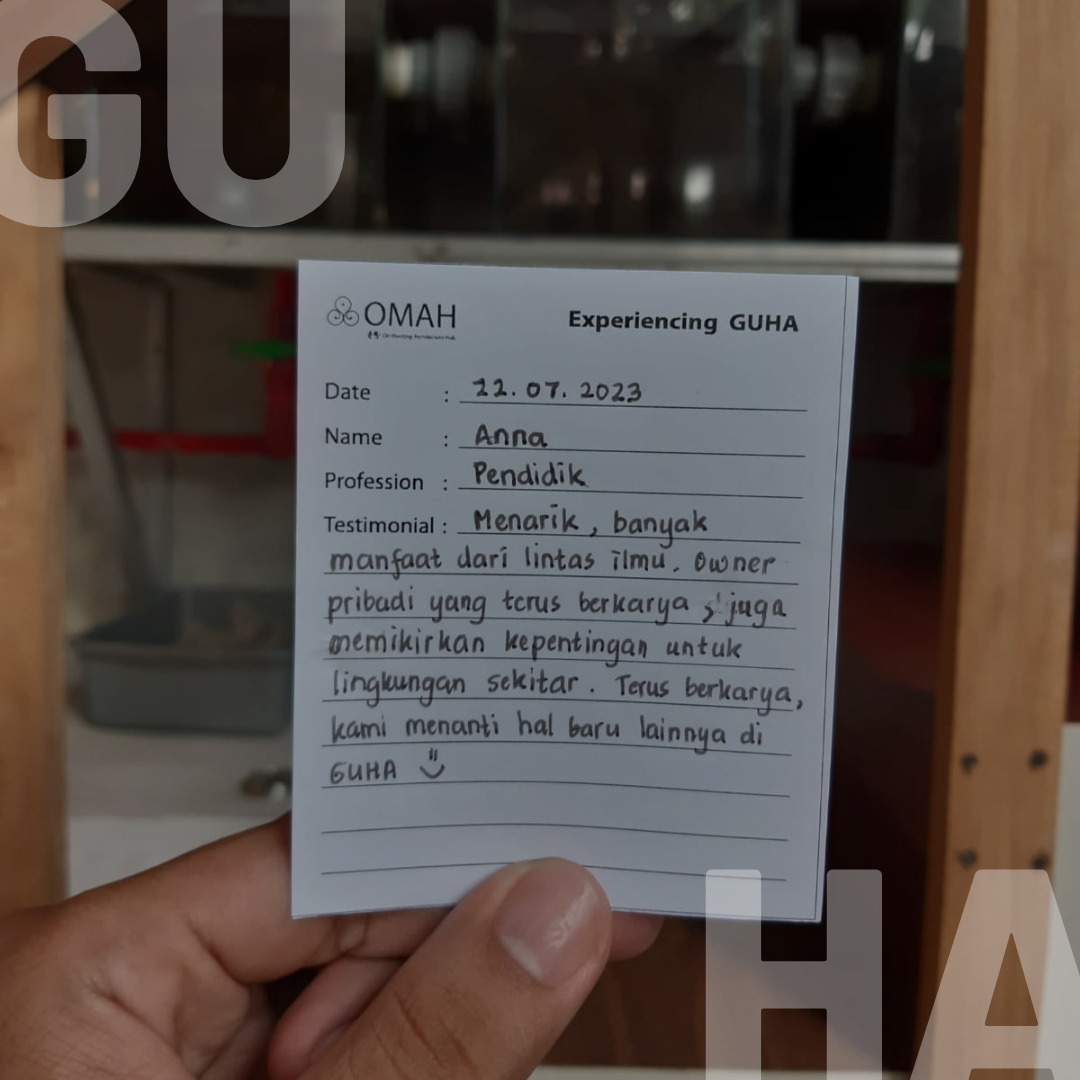 GU
OMAH
Experiencing GUHA
Date : 22.07.2023
Name : Anna
Profession : Pendidik
Testimonial : Menarik, banyak
manfaat dari lintas ilmu. Owner
pribadi yang terus berkarya juga
memikirkan kepentingan untuk
lingkungan sekitar. Terus berkarya,
kami menanti hal baru lainnya di
GUHA
HA